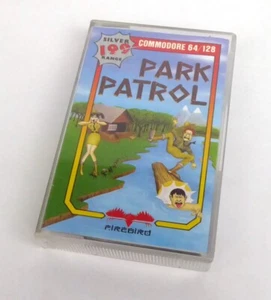 SILVER
199
RANGE
COMMODORE 64/128
PARK
PATROL
FIREBIRD